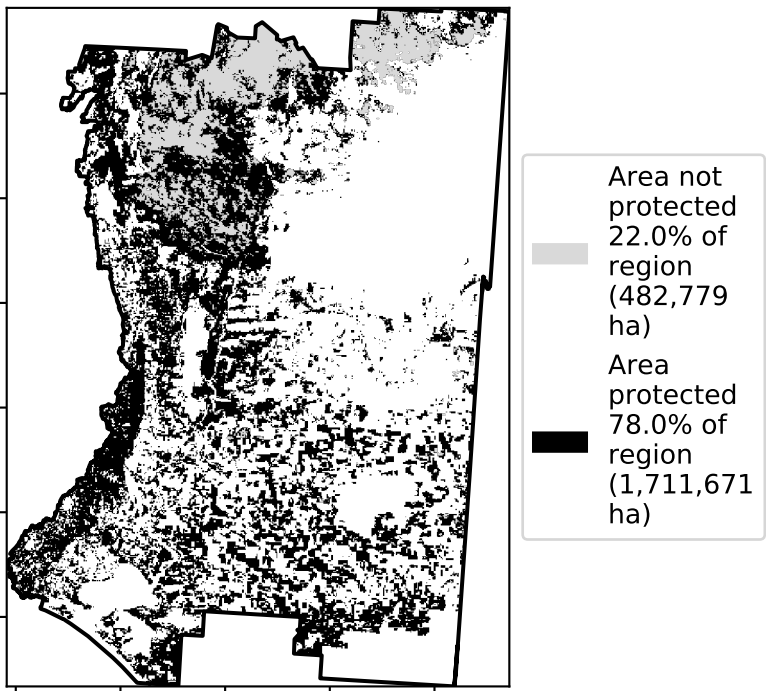 Area not
protected
22.0% of
region
(482,779
ha)
Area
protected
78.0% of
region
(1,711,671
ha)